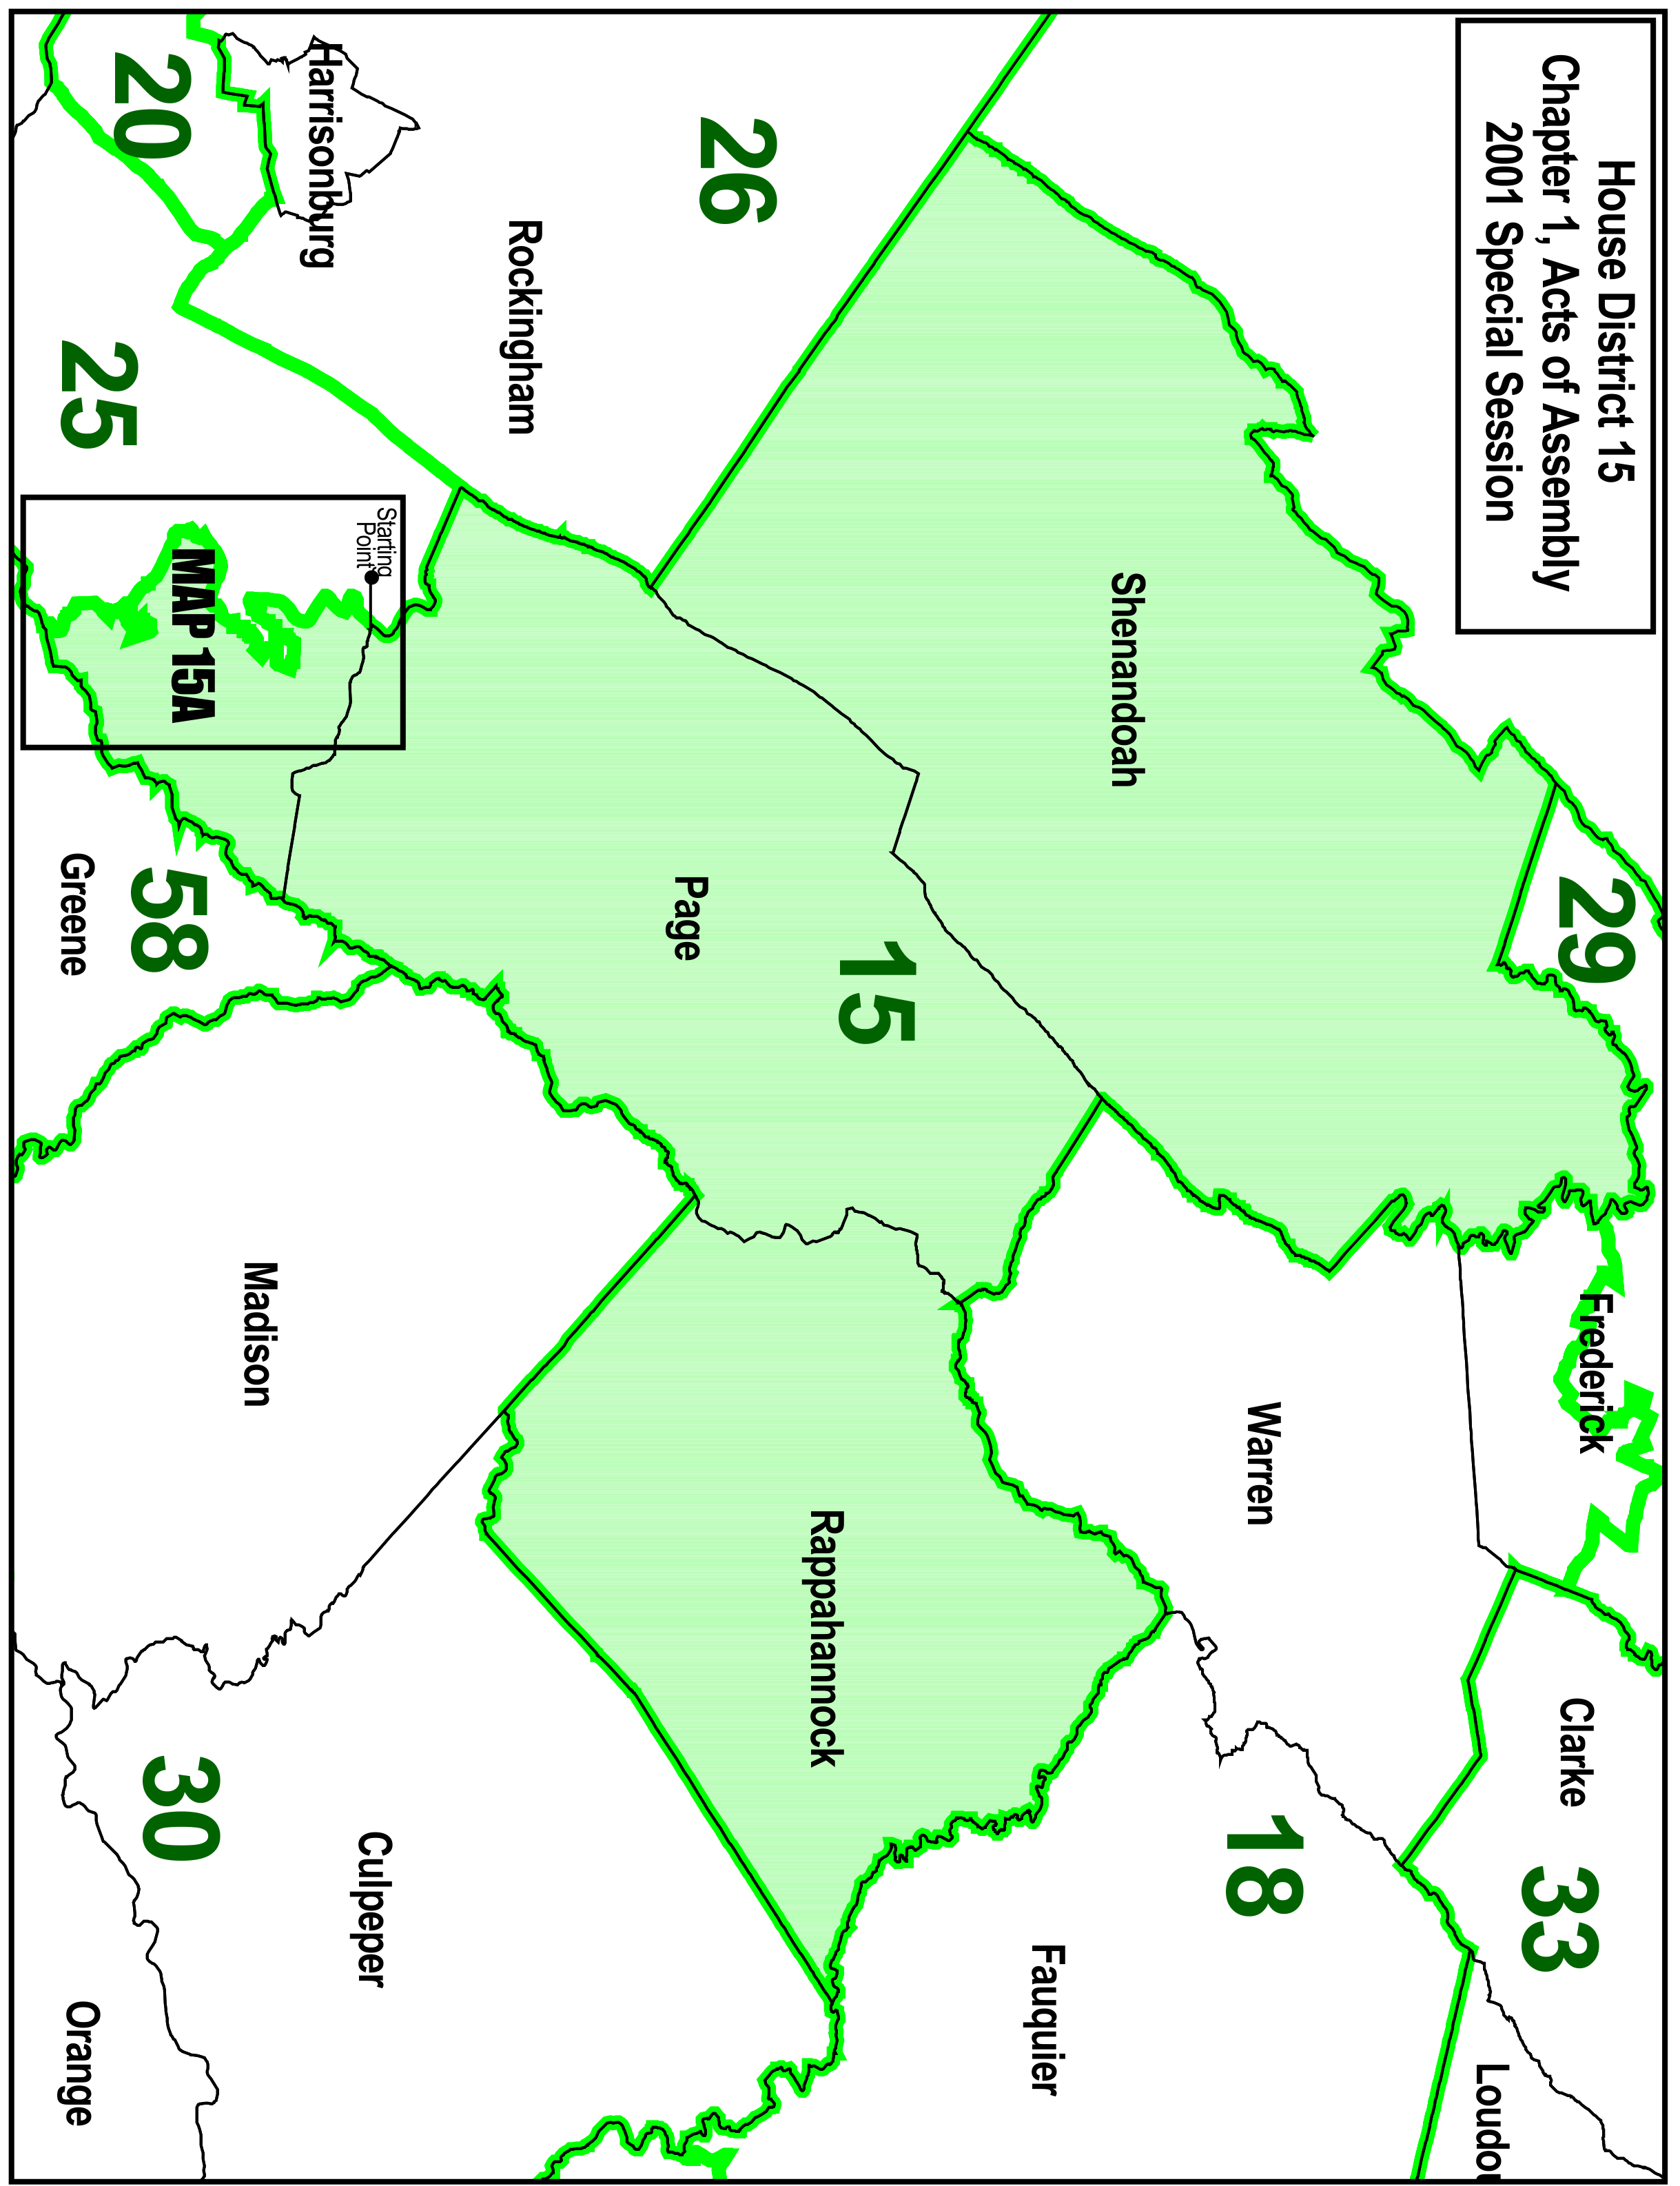 House District 15
Chapter 1, Acts of Assembly
2001 Special Session
29
Frederick
Clarke
33
Loudou
Shenandoah
Warren
18
Fauquier
26
15
Page
Rappahannock
Rockingham
Harrisonburg
Starting
Point
MAP 15A
20
25
58
Greene
Madison
Culpeper
30
Orange